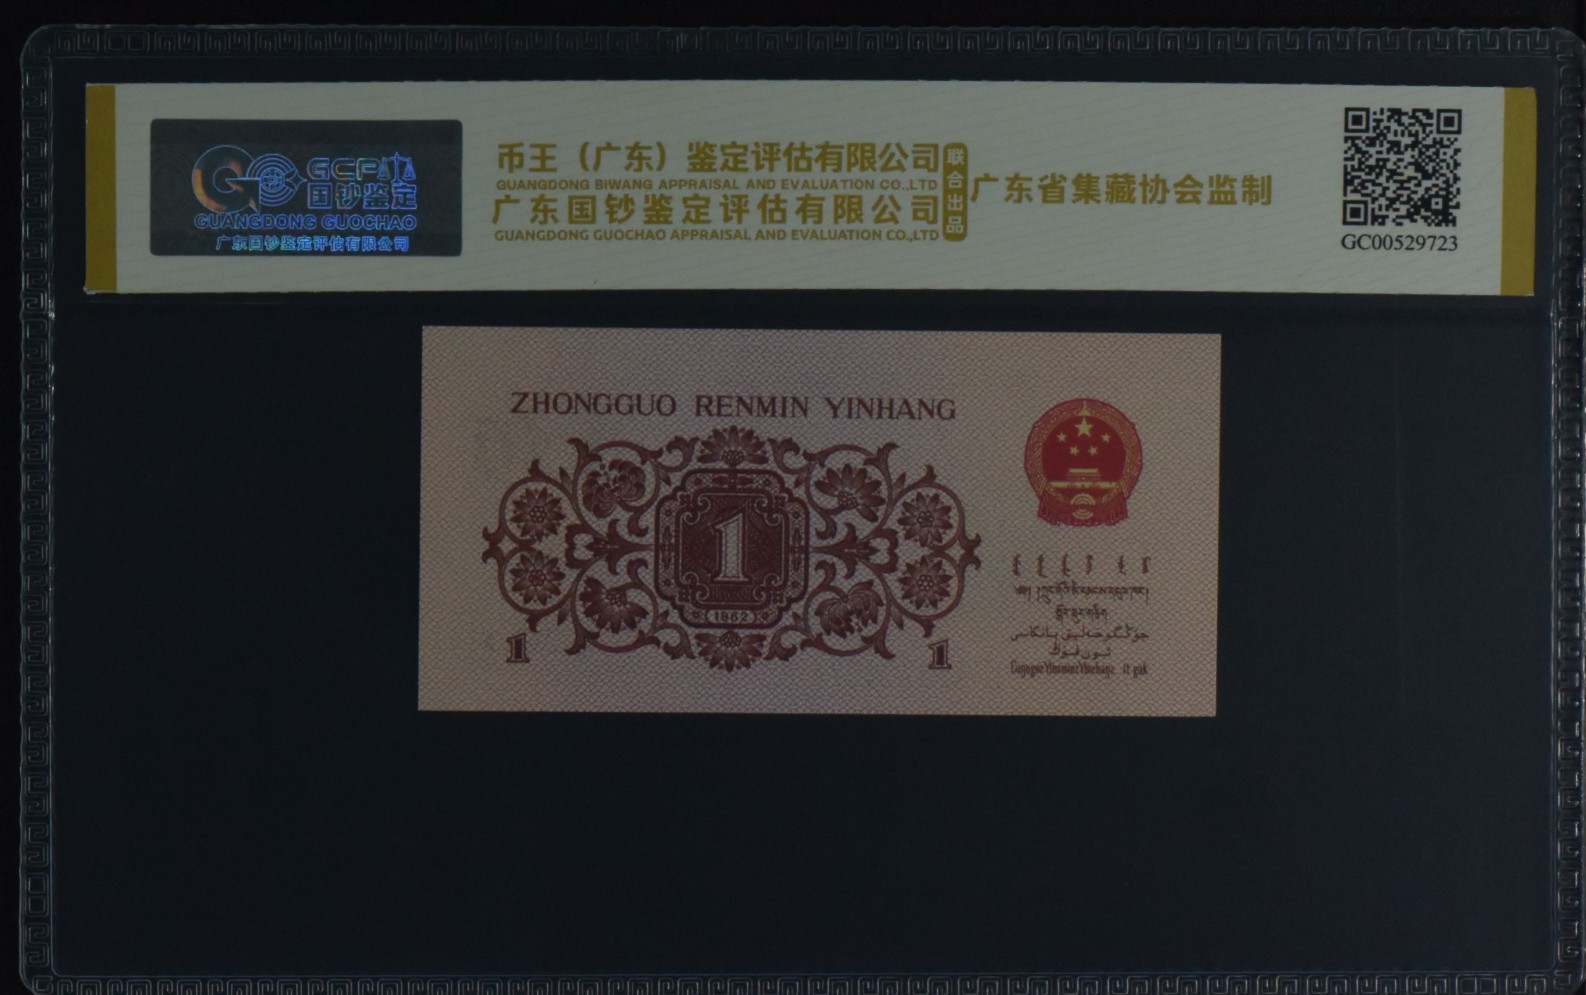 GCP
国钞鉴定
GUANGDONG GUOCHAO
广东国钞鉴定评估有限公司
币王（广东）鉴定评估有限公司
GUANGDONG BIWANG APPRAISAL AND EVALUATION CO.,LTD
广东国钞鉴定评估有限公司
GUANGDONG GUOCHAO APPRAISAL AND EVALUATION CO.,LTD
联合出品
广东省集藏协会监制
GC00529723
ZHONGGUO RENMIN YINHANG
1
(1962)
1
1